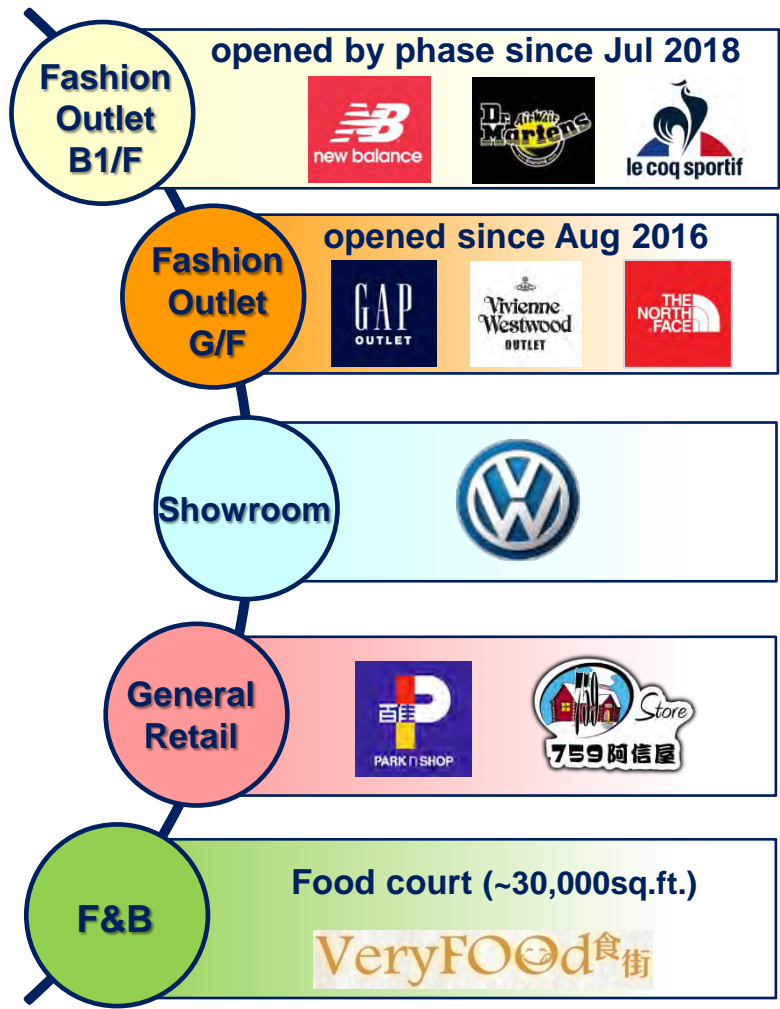 Fashion
Outlet
B1/F
opened by phase since Jul 2018
new balance
Dr. AirWair
Martens
le coq sportif
Fashion
Outlet
G/F
opened since Aug 2016
GAP
OUTLET
Vivienne
Westwood
OUTLET
THE
NORTH
FACE
Showroom
General
Retail
百佳
PARKNSHOP
759
Store
759阿信屋
F&B
Food court (~30,000sq.ft.)
VeryFOOd食街